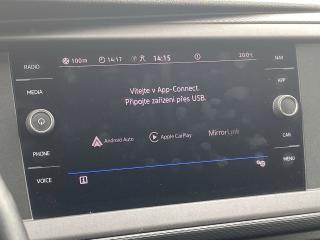 RADIO
100m 14:17 14:15 20.0
NAV
MEDIA
APP
Vítejte v App-Connect.
Připojte zařízení přes USB.
Android Auto Apple CarPlay MirrorLink
PHONE
CAR
VOICE
MENU